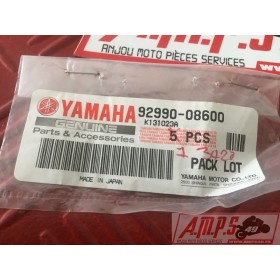 ANJOU MOTO PIÈCES SERVICES
YAMAHA 92990-08600
K131023A
GENUINE
Parts & Accessories
5 PCS
PACK LOT
MADE IN JAPAN
YAMAHA MOTOR CO., LTD.
A.M.P.S